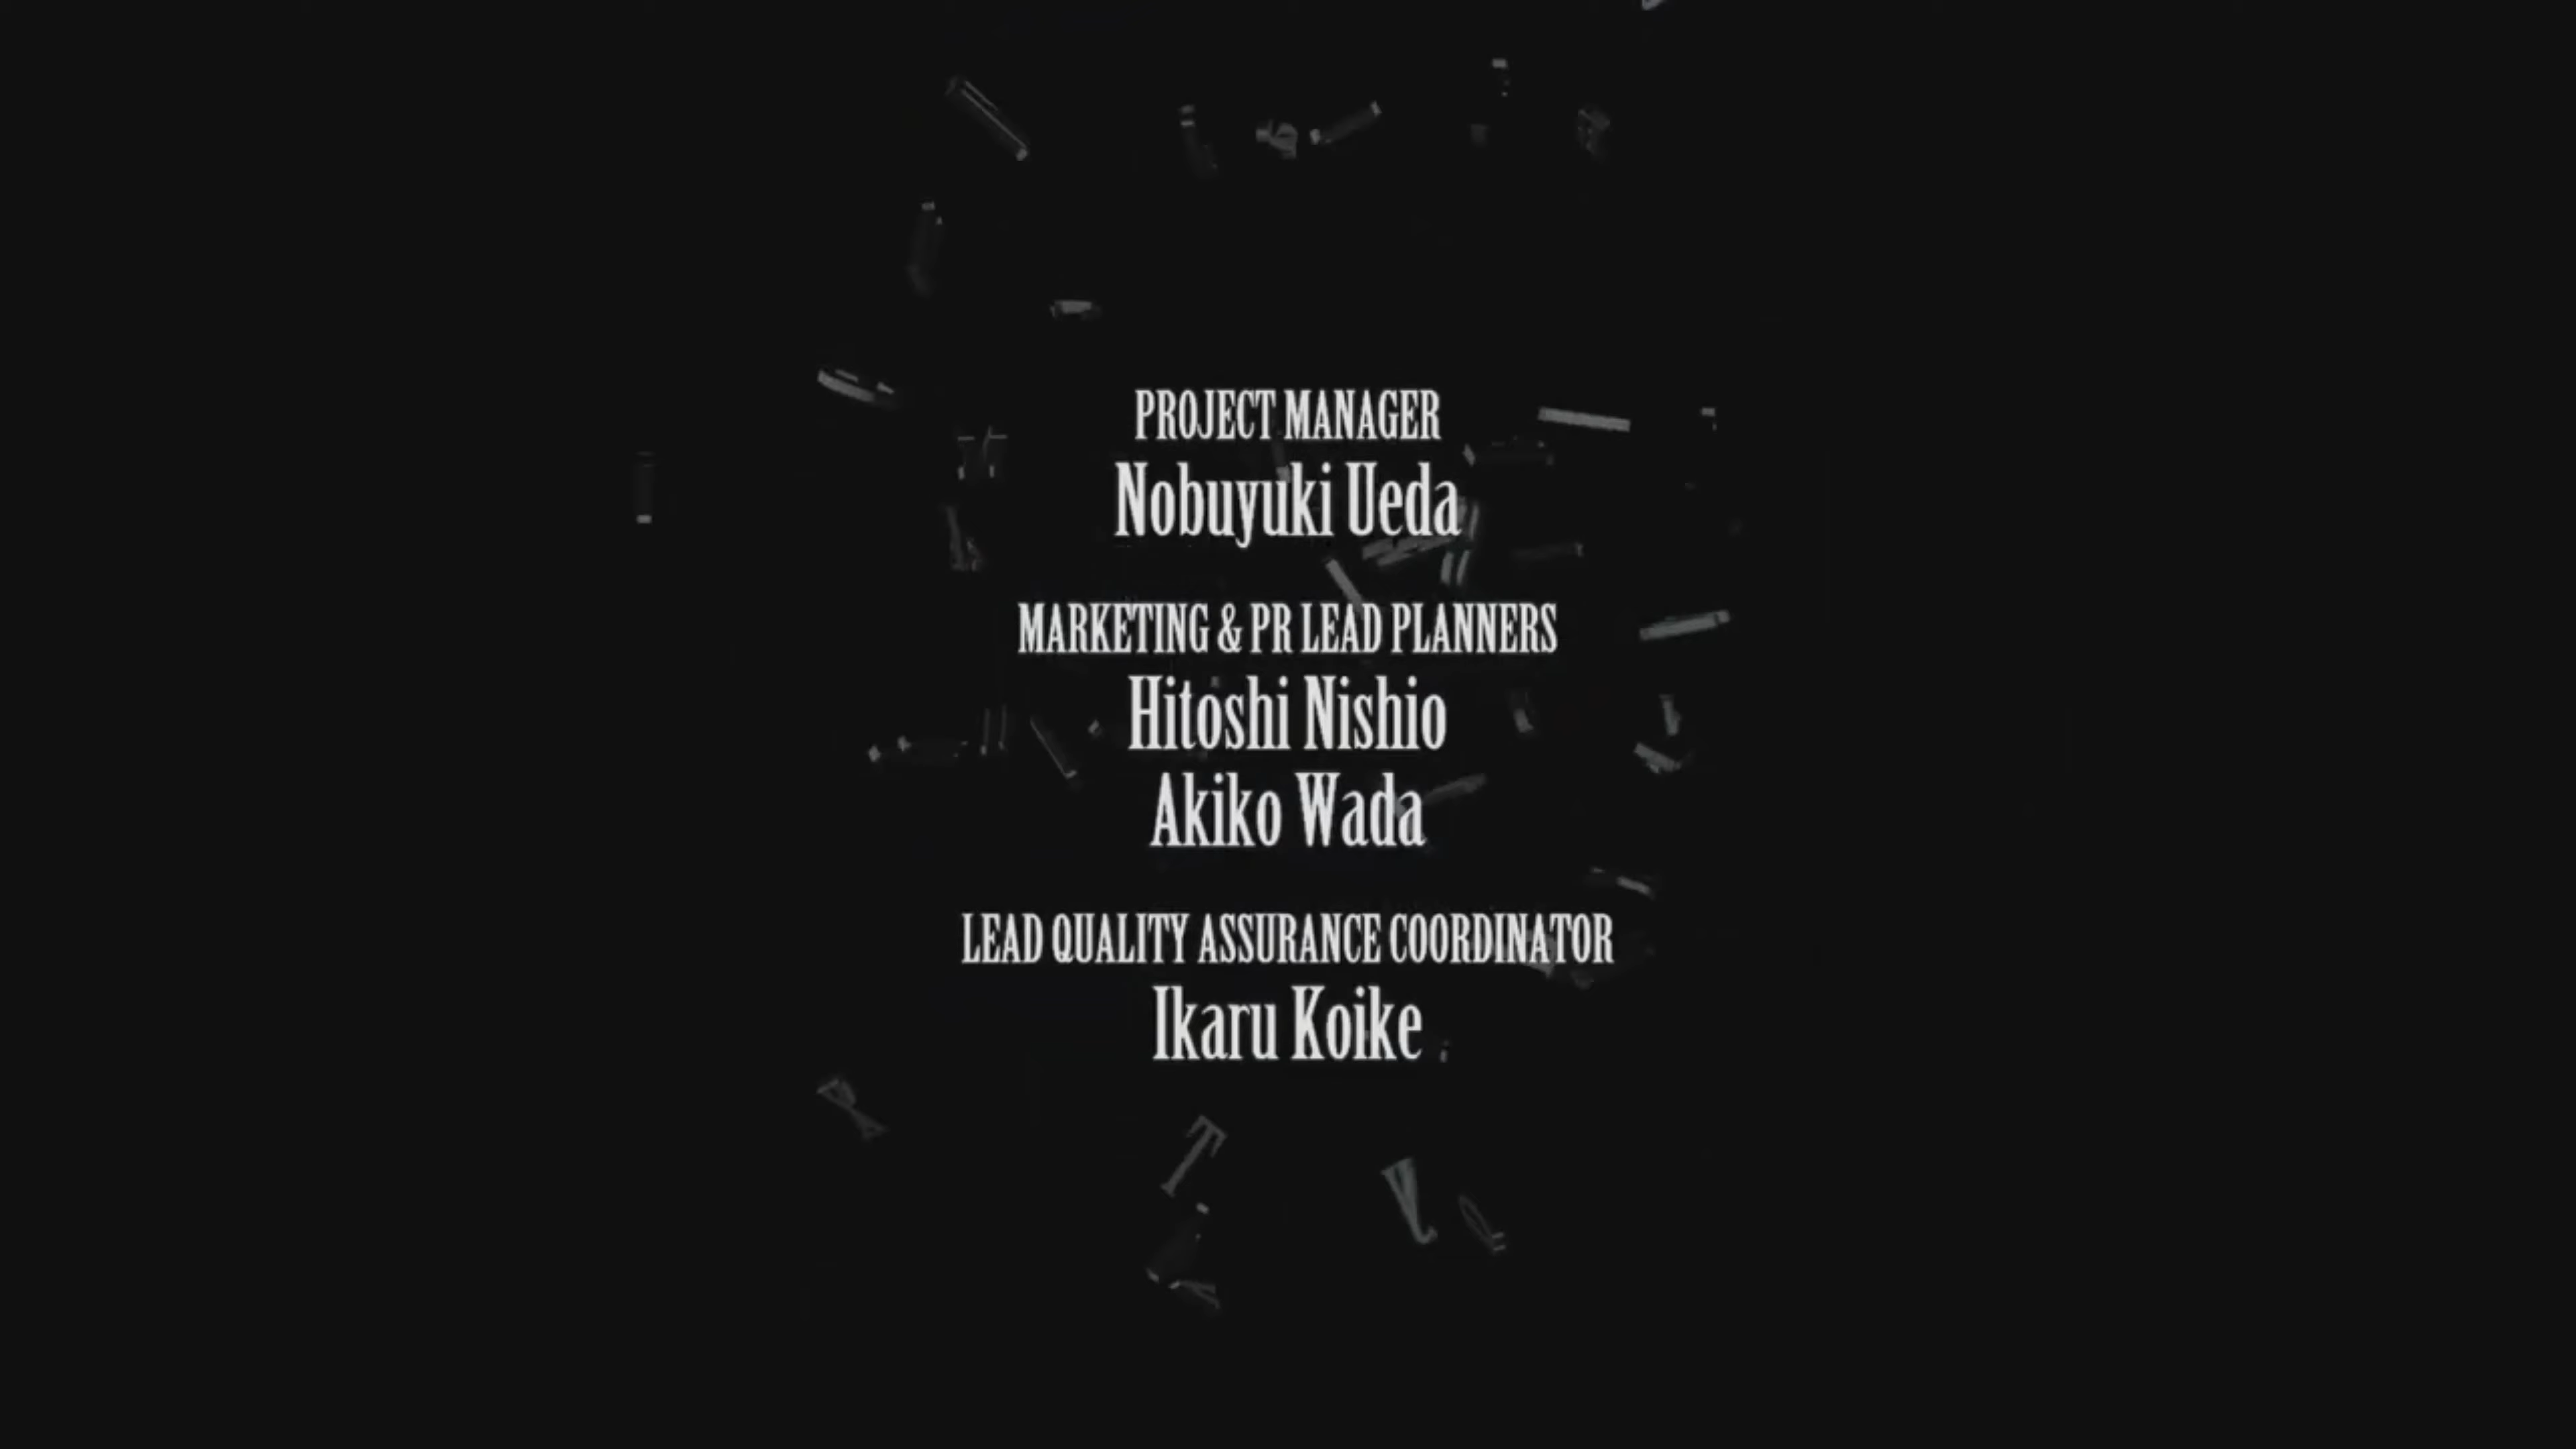 PROJECT MANAGER
Nobuyuki Ueda
MARKETING & PR LEAD PLANNERS
Hitoshi Nishio
Akiko Wada
LEAD QUALITY ASSURANCE COORDINATOR
Ikaru Koike